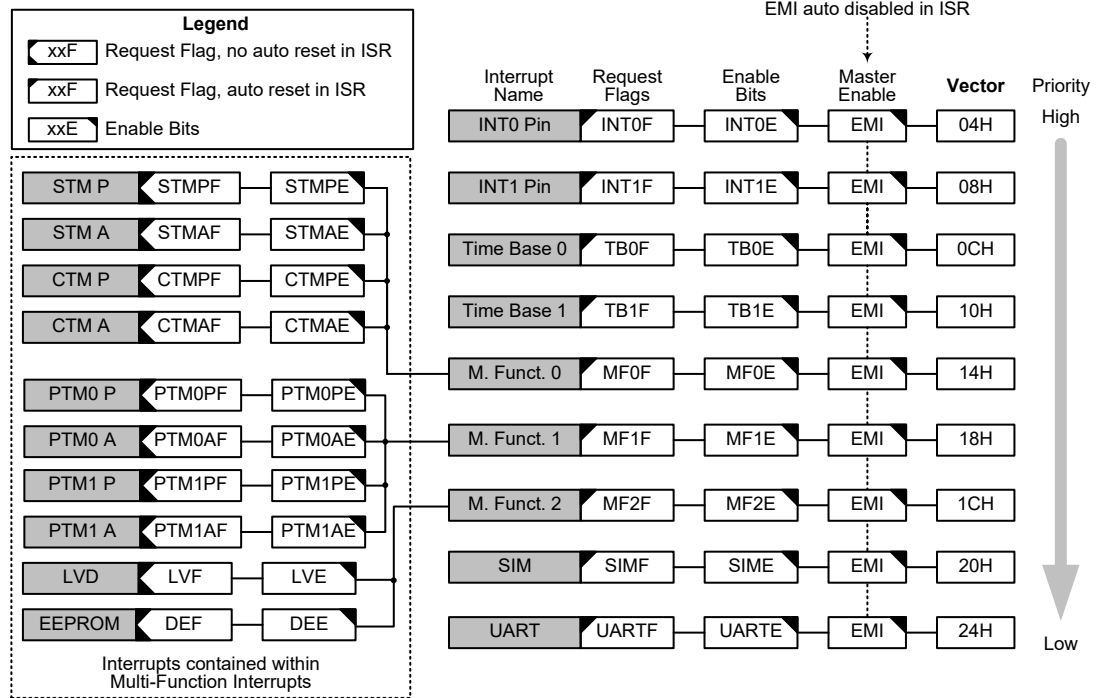 EMI auto disabled in ISR
Legend
xxF Request Flag, no auto reset in ISR
xxF Request Flag, auto reset in ISR
xxE Enable Bits
Interrupt Name Request Flags Enable Bits Master Enable Vector Priority
High
INT0 Pin INT0F INT0E EMI 04H
INT1 Pin INT1F INT1E EMI 08H
Time Base 0 TB0F TB0E EMI 0CH
Time Base 1 TB1F TB1E EMI 10H
M. Funct. 0 MF0F MF0E EMI 14H
M. Funct. 1 MF1F MF1E EMI 18H
M. Funct. 2 MF2F MF2E EMI 1CH
SIM SIMF SIME EMI 20H
UART UARTF UARTE EMI 24H
Low
STM P STMPF STMPE
STM A STMAF STMAE
CTM P CTMPF CTMPE
CTM A CTMAF CTMAE
PTM0 P PTM0PF PTM0PE
PTM0 A PTM0AF PTM0AE
PTM1 P PTM1PF PTM1PE
PTM1 A PTM1AF PTM1AE
LVD LVF LVE
EEPROM DEF DEE
Interrupts contained within
Multi-Function Interrupts